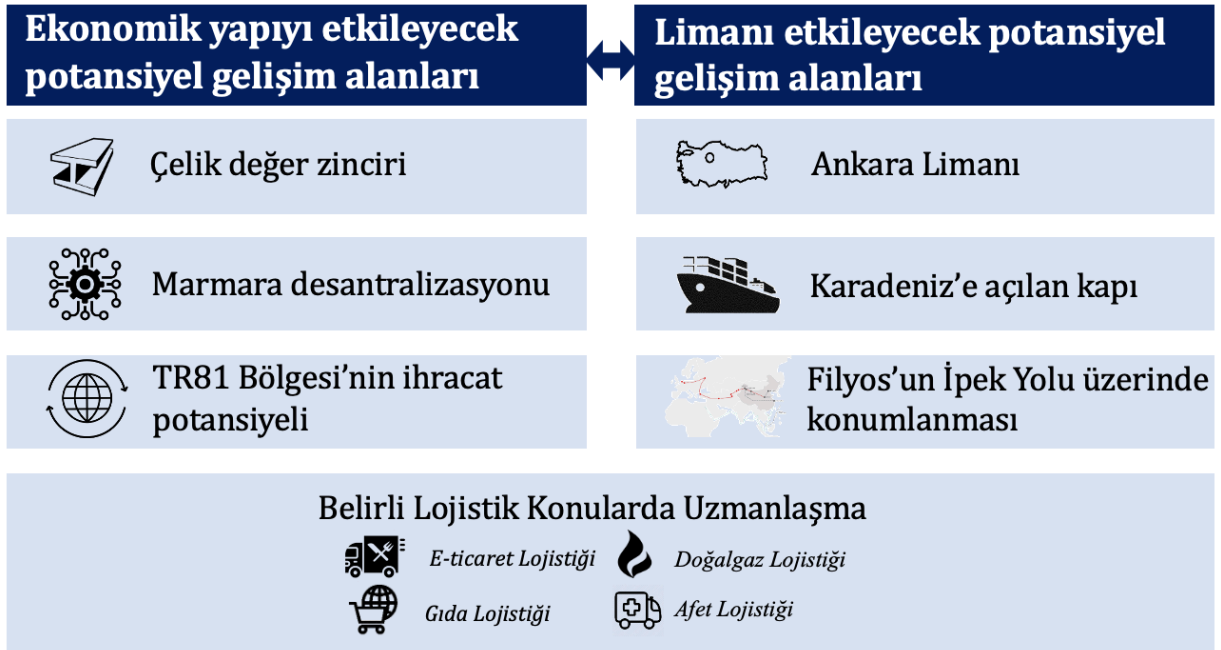 Ekonomik yapıyı etkileyecek
potansiyel gelişim alanları
Limanı etkileyecek potansiyel
gelişim alanları
Çelik değer zinciri
Ankara Limanı
Marmara desantralizasyonu
Karadeniz’e açılan kapı
TR81 Bölgesi’nin ihracat
potansiyeli
Filyos’un İpek Yolu üzerinde
konumlanması
Belirli Lojistik Konularda Uzmanlaşma
E-ticaret Lojistiği
Doğalgaz Lojistiği
Gıda Lojistiği
Afet Lojistiği